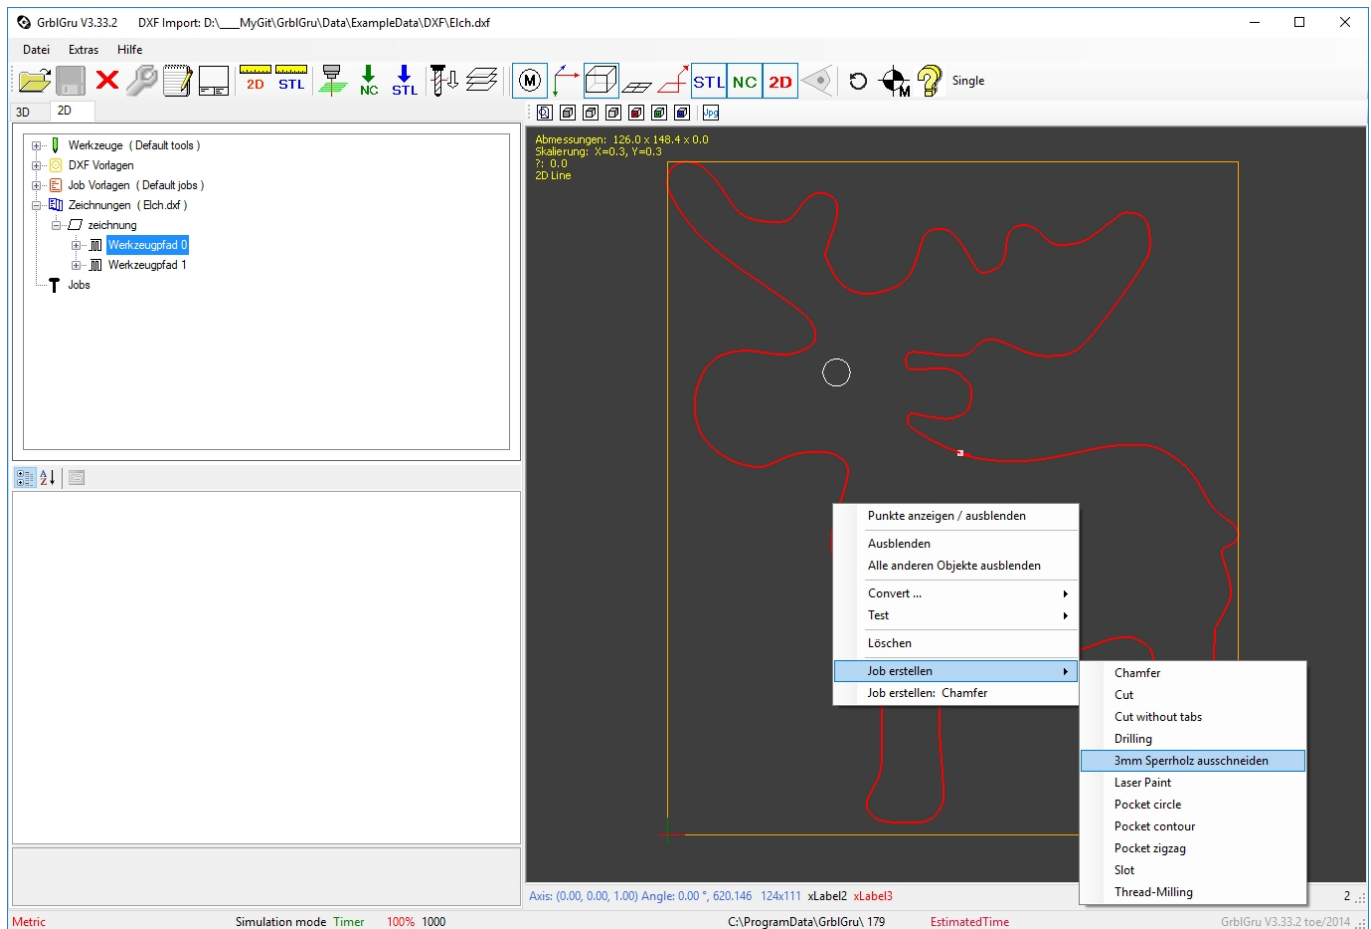 GrblGru V3.33.2 DXF Import: D:\___MyGit\GrblGru\Data\ExampleData\DXF\Elch.dxf
Datei Extras Hilfe
2D STL NC STL M STL NC 2D M Single
3D 2D
Jpg
Werkzeuge ( Default tools )
DXF Vorlagen
Job Vorlagen ( Default jobs )
Zeichnungen ( Elch.dxf )
zeichnung
Werkzeugpfad 0
Werkzeugpfad 1
Jobs
A
Z
Abmessungen: 126.0 x 148.4 x 0.0
Skalierung: X=0.3, Y=0.3
?: 0.0
2D Line
Punkte anzeigen / ausblenden
Ausblenden
Alle anderen Objekte ausblenden
Convert ...
Test
Löschen
Job erstellen
Job erstellen: Chamfer
Chamfer
Cut
Cut without tabs
Drilling
3mm Sperrholz ausschneiden
Laser Paint
Pocket circle
Pocket contour
Pocket zigzag
Slot
Thread-Milling
Axis: (0.00, 0.00, 1.00) Angle: 0.00 °, 620.146 124x111 xLabel2 xLabel3 2
Metric Simulation mode Timer 100% 1000 C:\ProgramData\GrblGru\ 179 EstimatedTime GrblGru V3.33.2 toe/2014